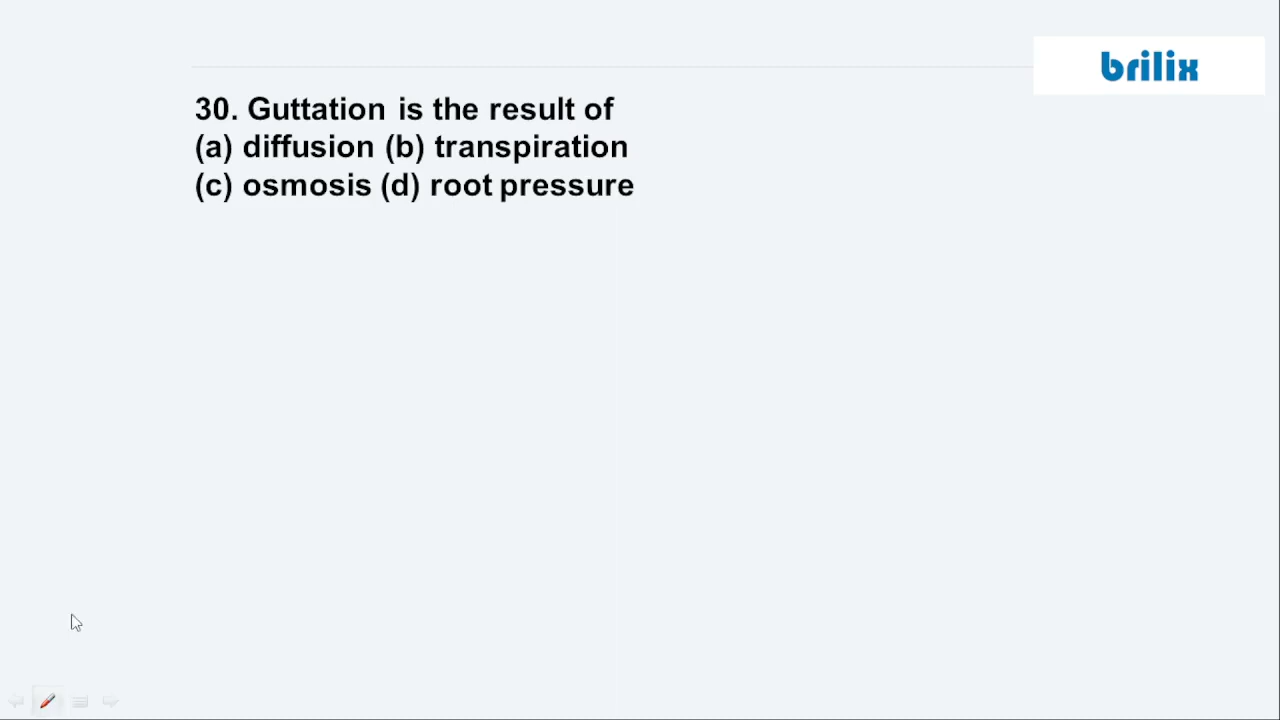 brilix
30. Guttation is the result of
(a) diffusion (b) transpiration
(c) osmosis (d) root pressure